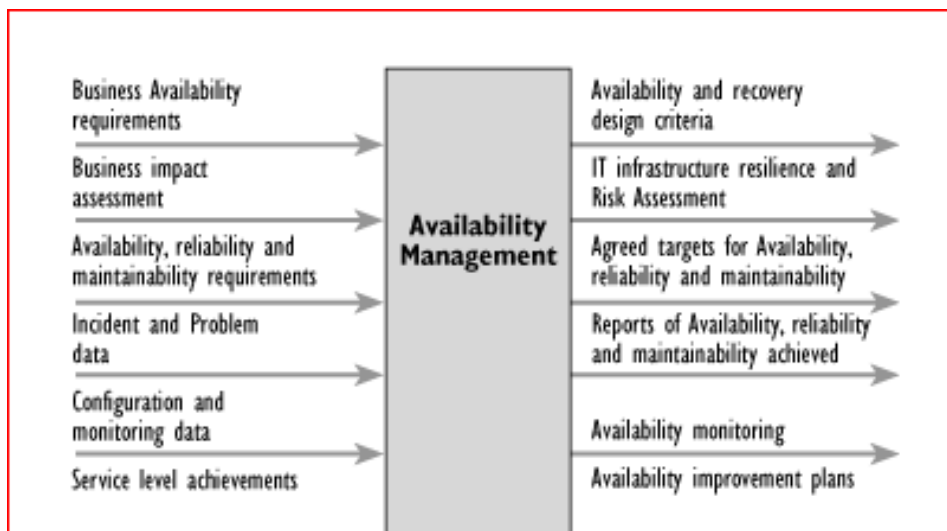 Business Availability
requirements
Business impact
assessment
Availability, reliability and
maintainability requirements
Incident and Problem
data
Configuration and
monitoring data
Service level achievements
Availability
Management
Availability and recovery
design criteria
IT infrastructure resilience and
Risk Assessment
Agreed targets for Availability,
reliability and maintainability
Reports of Availability, reliability
and maintainability achieved
Availability monitoring
Availability improvement plans